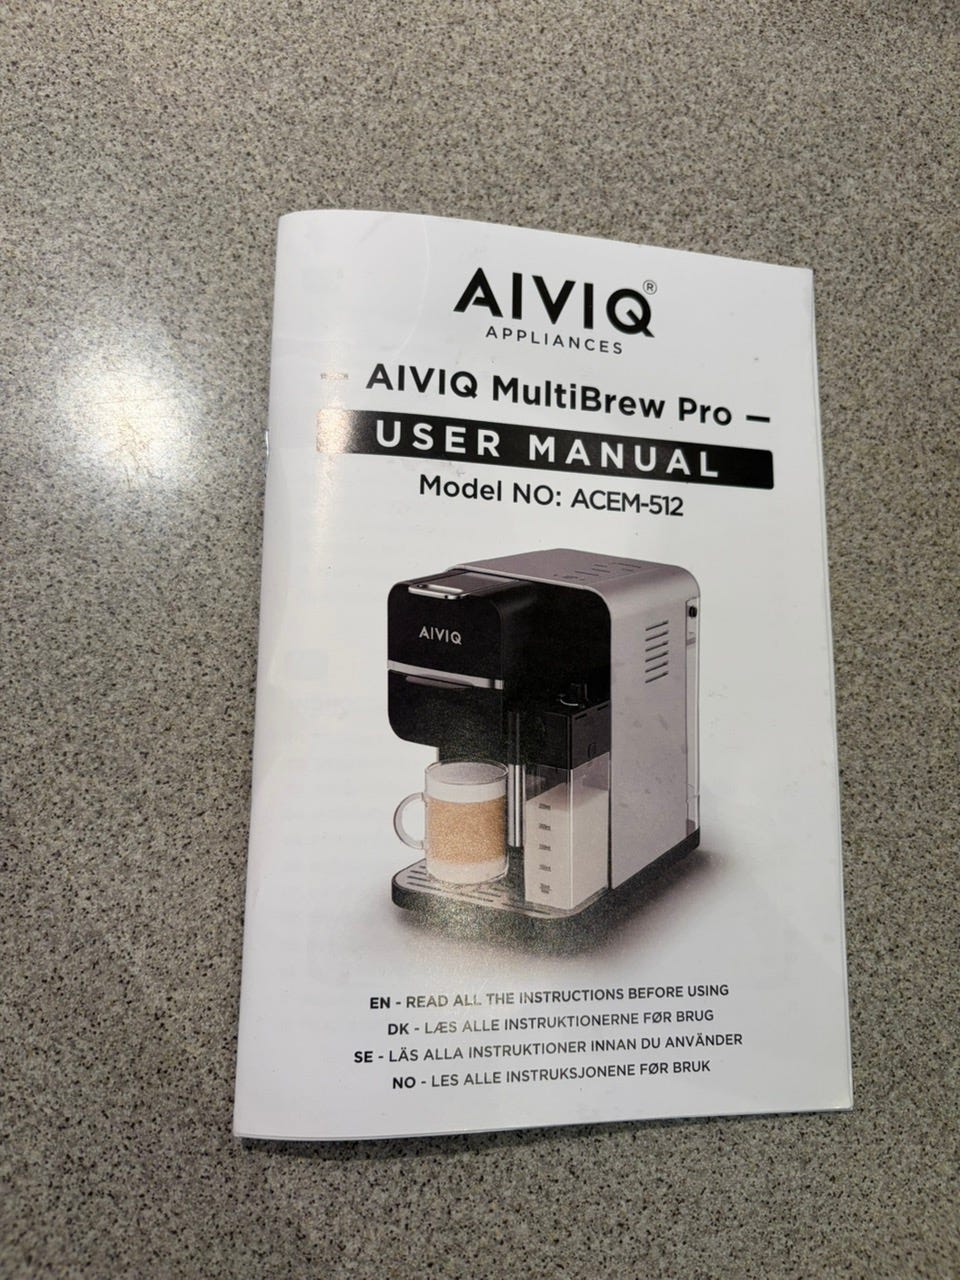 AIVIQ®
APPLIANCES
AIVIQ MultiBrew Pro —
USER MANUAL
Model NO: ACEM-512
AIVIQ
EN - READ ALL THE INSTRUCTIONS BEFORE USING
DK - LÆS ALLE INSTRUKTIONERNE FØR BRUG
SE - LÄS ALLA INSTRUKTIONER INNAN DU ANVÄNDER
NO - LES ALLE INSTRUKSJONENE FØR BRUK